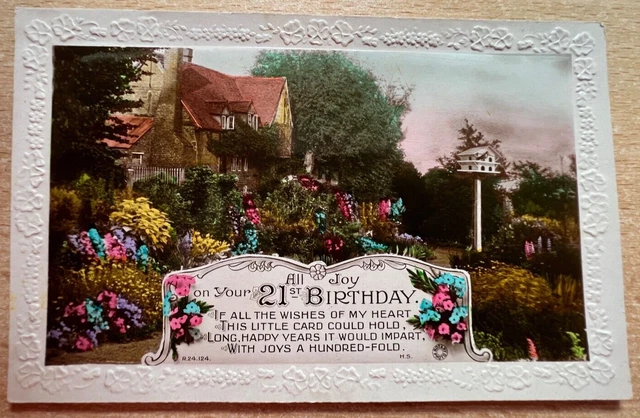 All Joy
on Your 21ST BIRTHDAY.
IF ALL THE WISHES OF MY HEART
THIS LITTLE CARD COULD HOLD,
LONG, HAPPY YEARS IT WOULD IMPART,
WITH JOYS A HUNDRED-FOLD.
R.24.124. H.S.